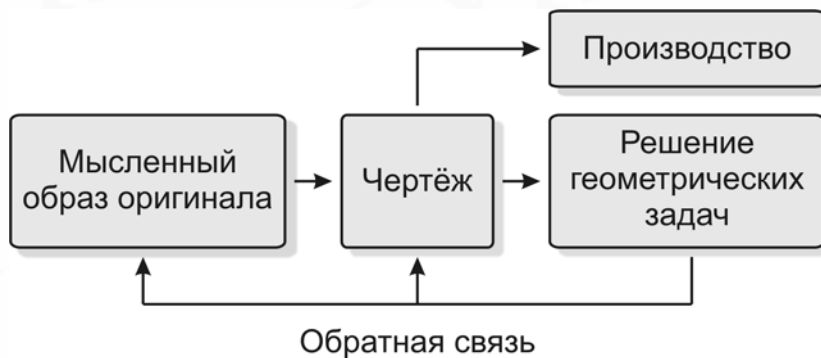 Производство
Мысленный
образ оригинала
Чертёж
Решение
геометрических
задач
Обратная связь